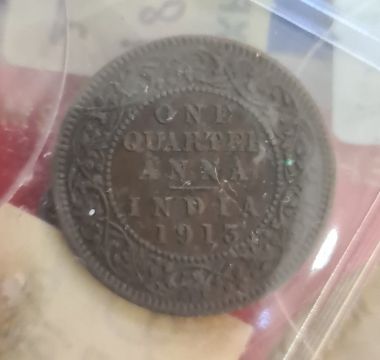 ONE
QUARTER
ANNA
INDIA
1913